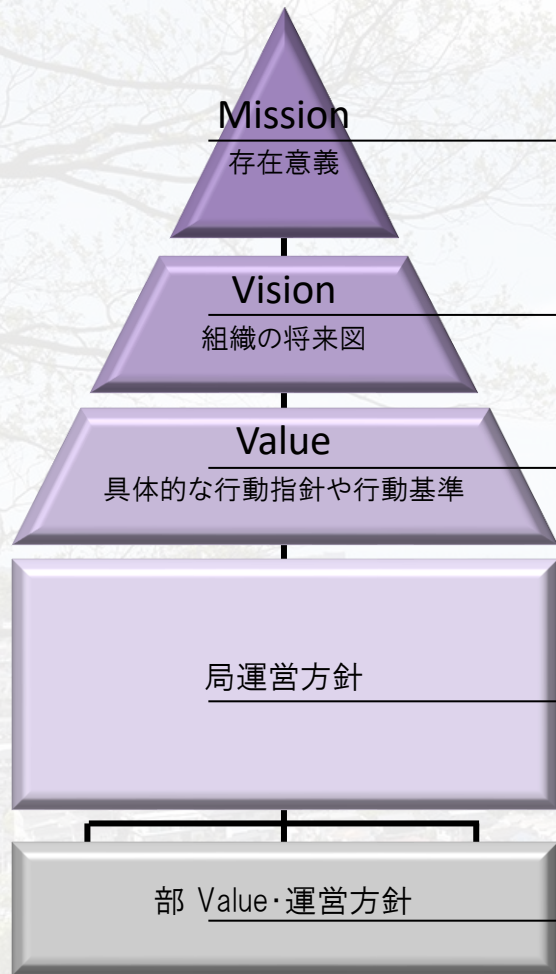 Mission
存在意義
Vision
組織の将来図
Value
具体的な行動指針や行動基準
局運営方針
部 Value・運営方針